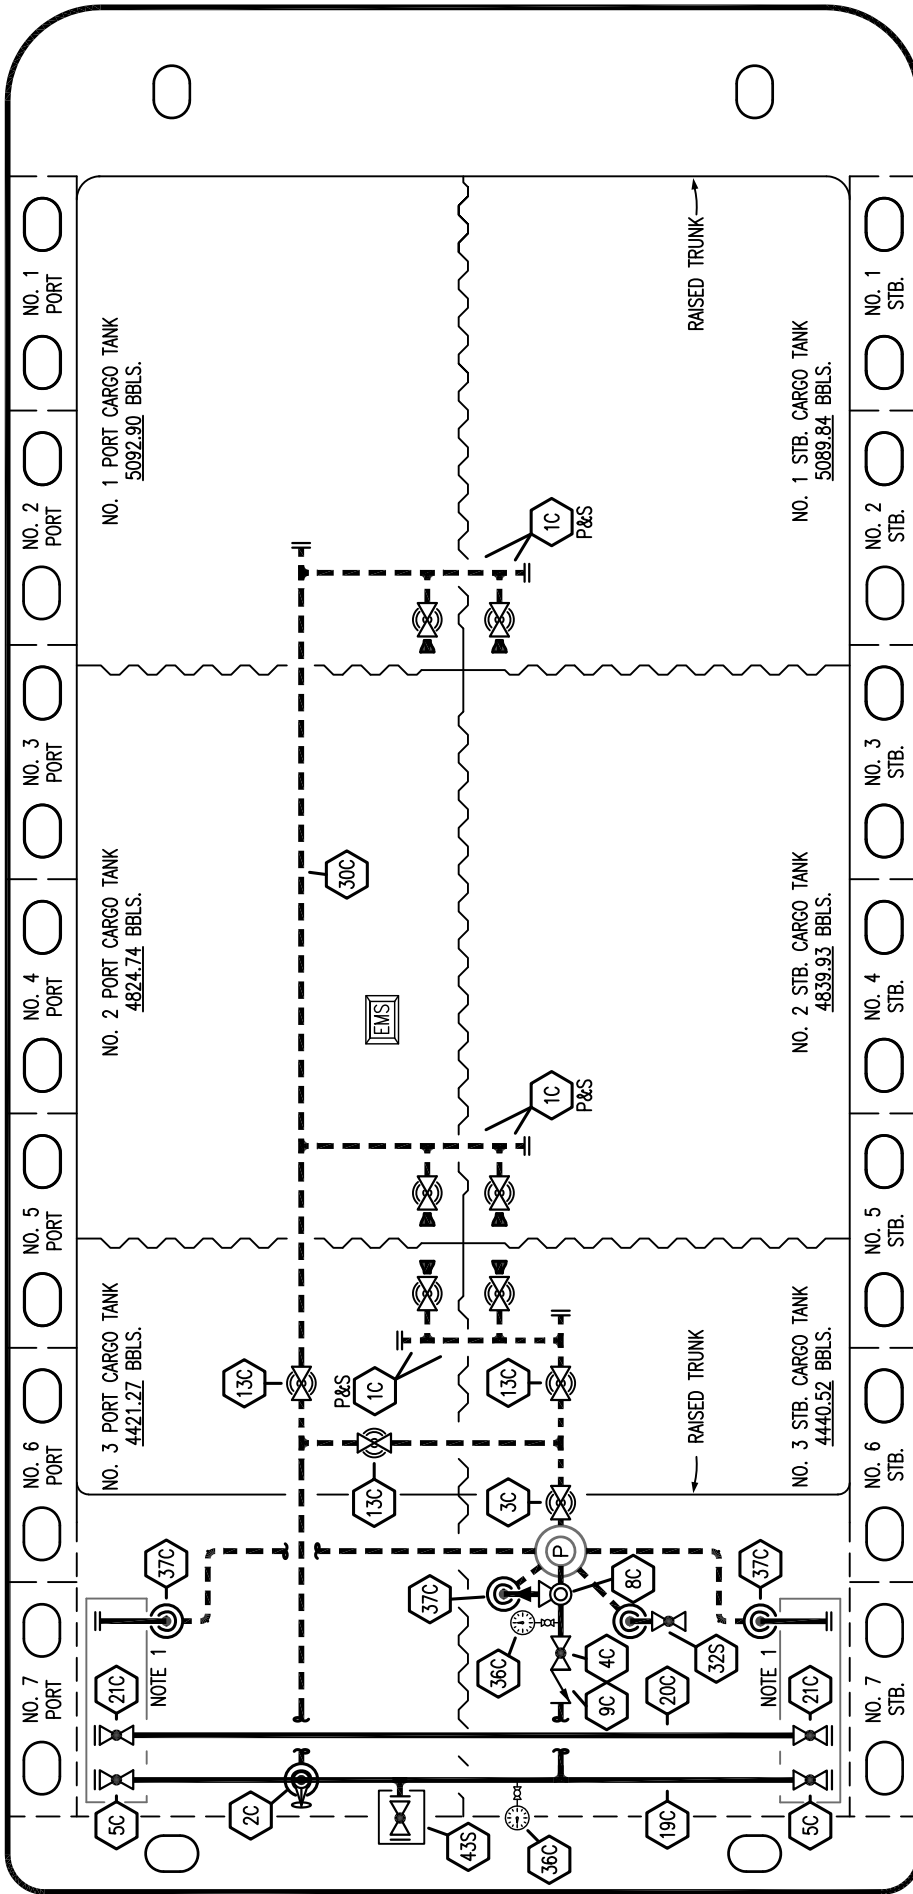 NO. 1
PORT
NO. 2
PORT
NO. 3
PORT
NO. 4
PORT
NO. 5
PORT
NO. 6
PORT
NO. 7
PORT
NO. 1 PORT CARGO TANK
5092.90 BBLS.
NO. 2 PORT CARGO TANK
4824.74 BBLS.
NO. 3 PORT CARGO TANK
4421.27 BBLS.
RAISED TRUNK
1C
P&S
30C
EMS
1C
P&S
13C
P&S
1C
13C
13C
3C
RAISED TRUNK
37C
P
37C
8C
37C
36C
4C
32S
9C
20C
21C
NOTE 1
NOTE 1
21C
5C
2C
43S
36C
19C
5C
NO. 1 STB. CARGO TANK
5089.84 BBLS.
NO. 2 STB. CARGO TANK
4839.93 BBLS.
NO. 3 STB. CARGO TANK
4440.52 BBLS.
NO. 1
STB.
NO. 2
STB.
NO. 3
STB.
NO. 4
STB.
NO. 5
STB.
NO. 6
STB.
NO. 7
STB.